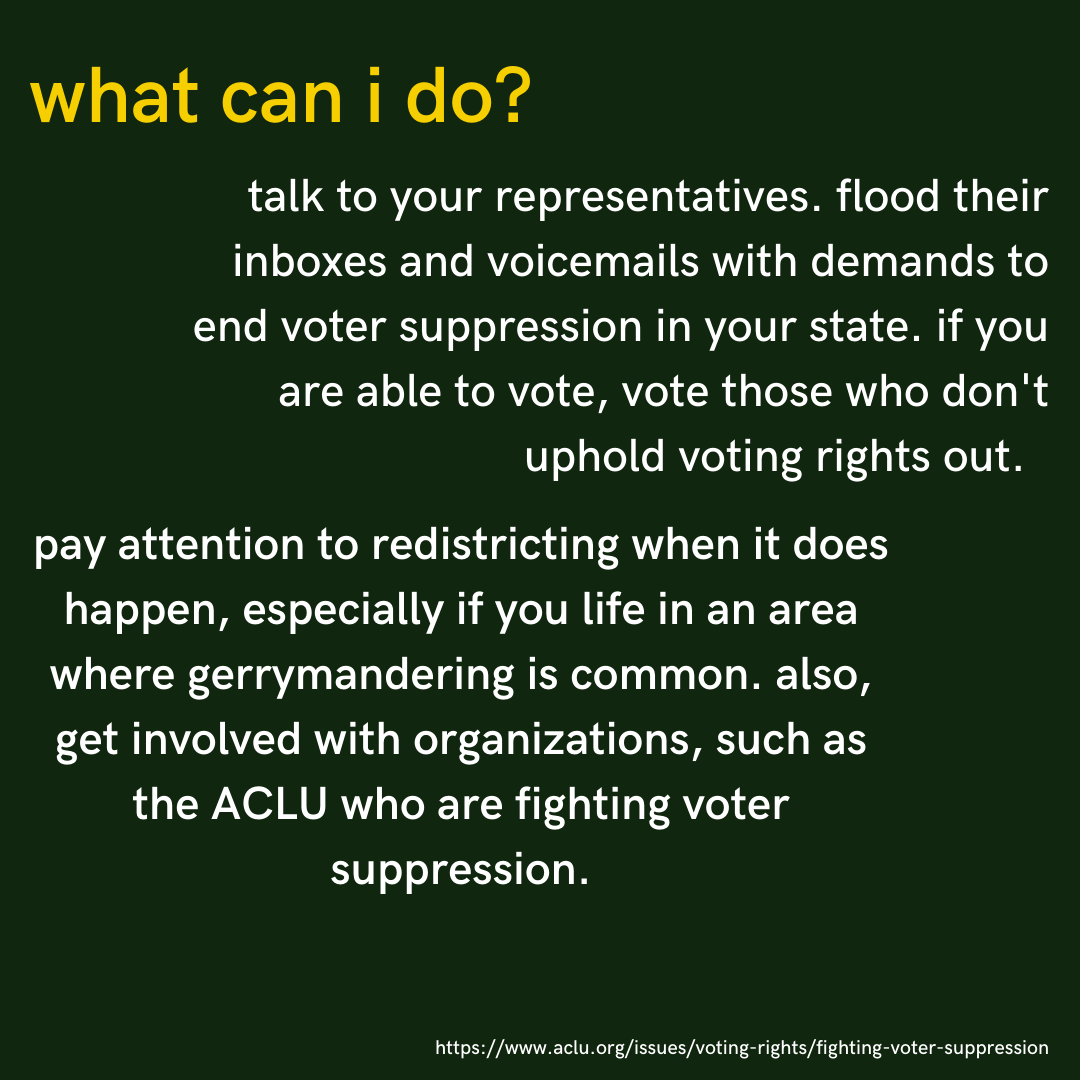 what can i do?
talk to your representatives. flood their
inboxes and voicemails with demands to
end voter suppression in your state. if you
are able to vote, vote those who don't
uphold voting rights out.
pay attention to redistricting when it does
happen, especially if you life in an area
where gerrymandering is common. also,
get involved with organizations, such as
the ACLU who are fighting voter
suppression.
https://www.aclu.org/issues/voting-rights/fighting-voter-suppression